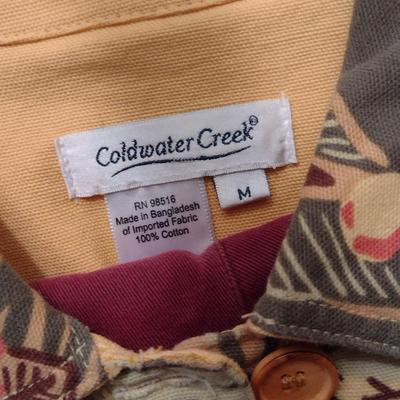 Coldwater Creek®
M
RN 98516
Made in Bangladesh
of Imported Fabric
100% Cotton